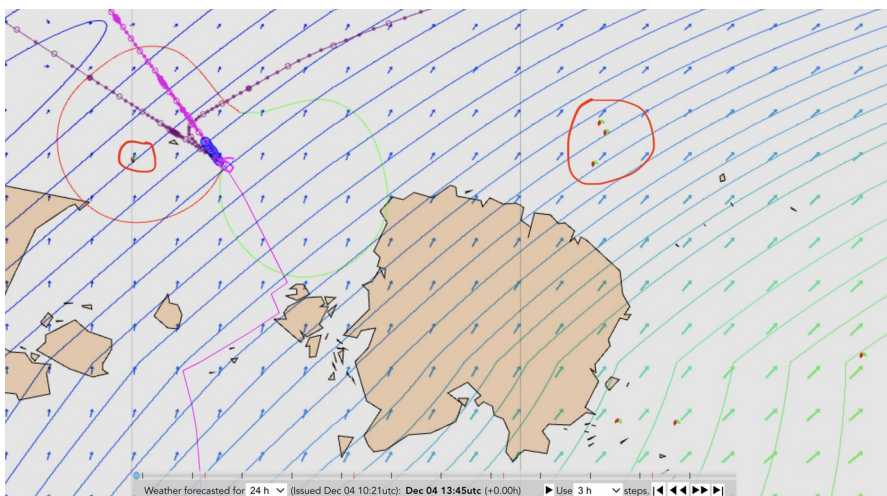 Weather forecasted for 24 h (Issued Dec 04 10:21utc): Dec 04 13:45utc (+0.00h) Use 3 h steps.